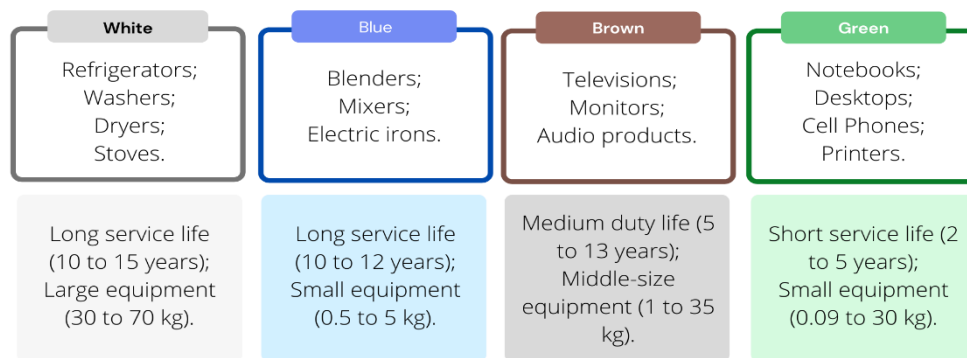 White
Refrigerators;
Washers;
Dryers;
Stoves.
Long service life
(10 to 15 years);
Large equipment
(30 to 70 kg).
Blue
Blenders;
Mixers;
Electric irons.
Long service life
(10 to 12 years);
Small equipment
(0.5 to 5 kg).
Brown
Televisions;
Monitors;
Audio products.
Medium duty life (5
to 13 years);
Middle-size
equipment (1 to 35
kg).
Green
Notebooks;
Desktops;
Cell Phones;
Printers.
Short service life (2
to 5 years);
Small equipment
(0.09 to 30 kg).